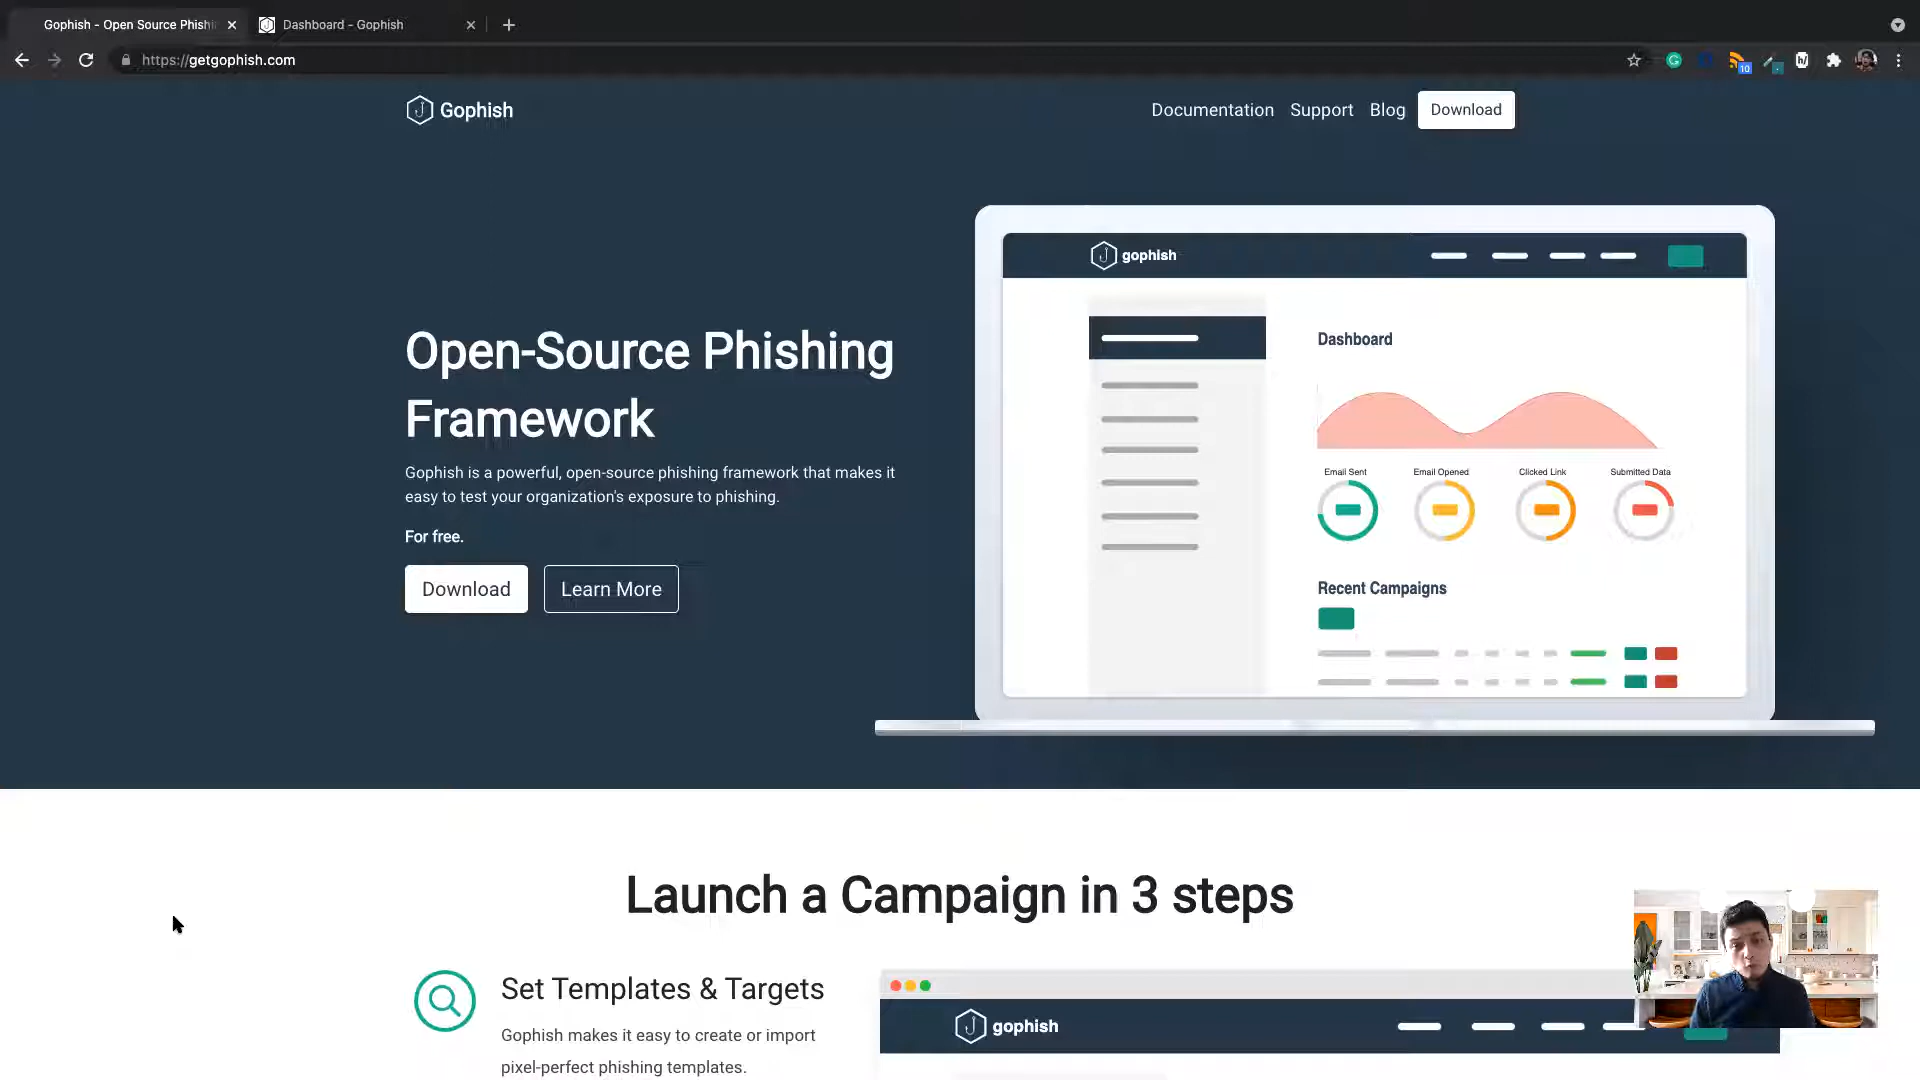 Gophish - Open Source Phishi
Dashboard - Gophish
https://getgophish.com
10
Gophish
Documentation
Support
Blog
Download
gophish
Open-Source Phishing
Framework
Gophish is a powerful, open-source phishing framework that makes it
easy to test your organization's exposure to phishing.
For free.
Download
Learn More
Dashboard
Email Sent
Email Opened
Clicked Link
Submitted Data
Recent Campaigns
Launch a Campaign in 3 steps
Set Templates & Targets
Gophish makes it easy to create or import
pixel-perfect phishing templates.
gophish